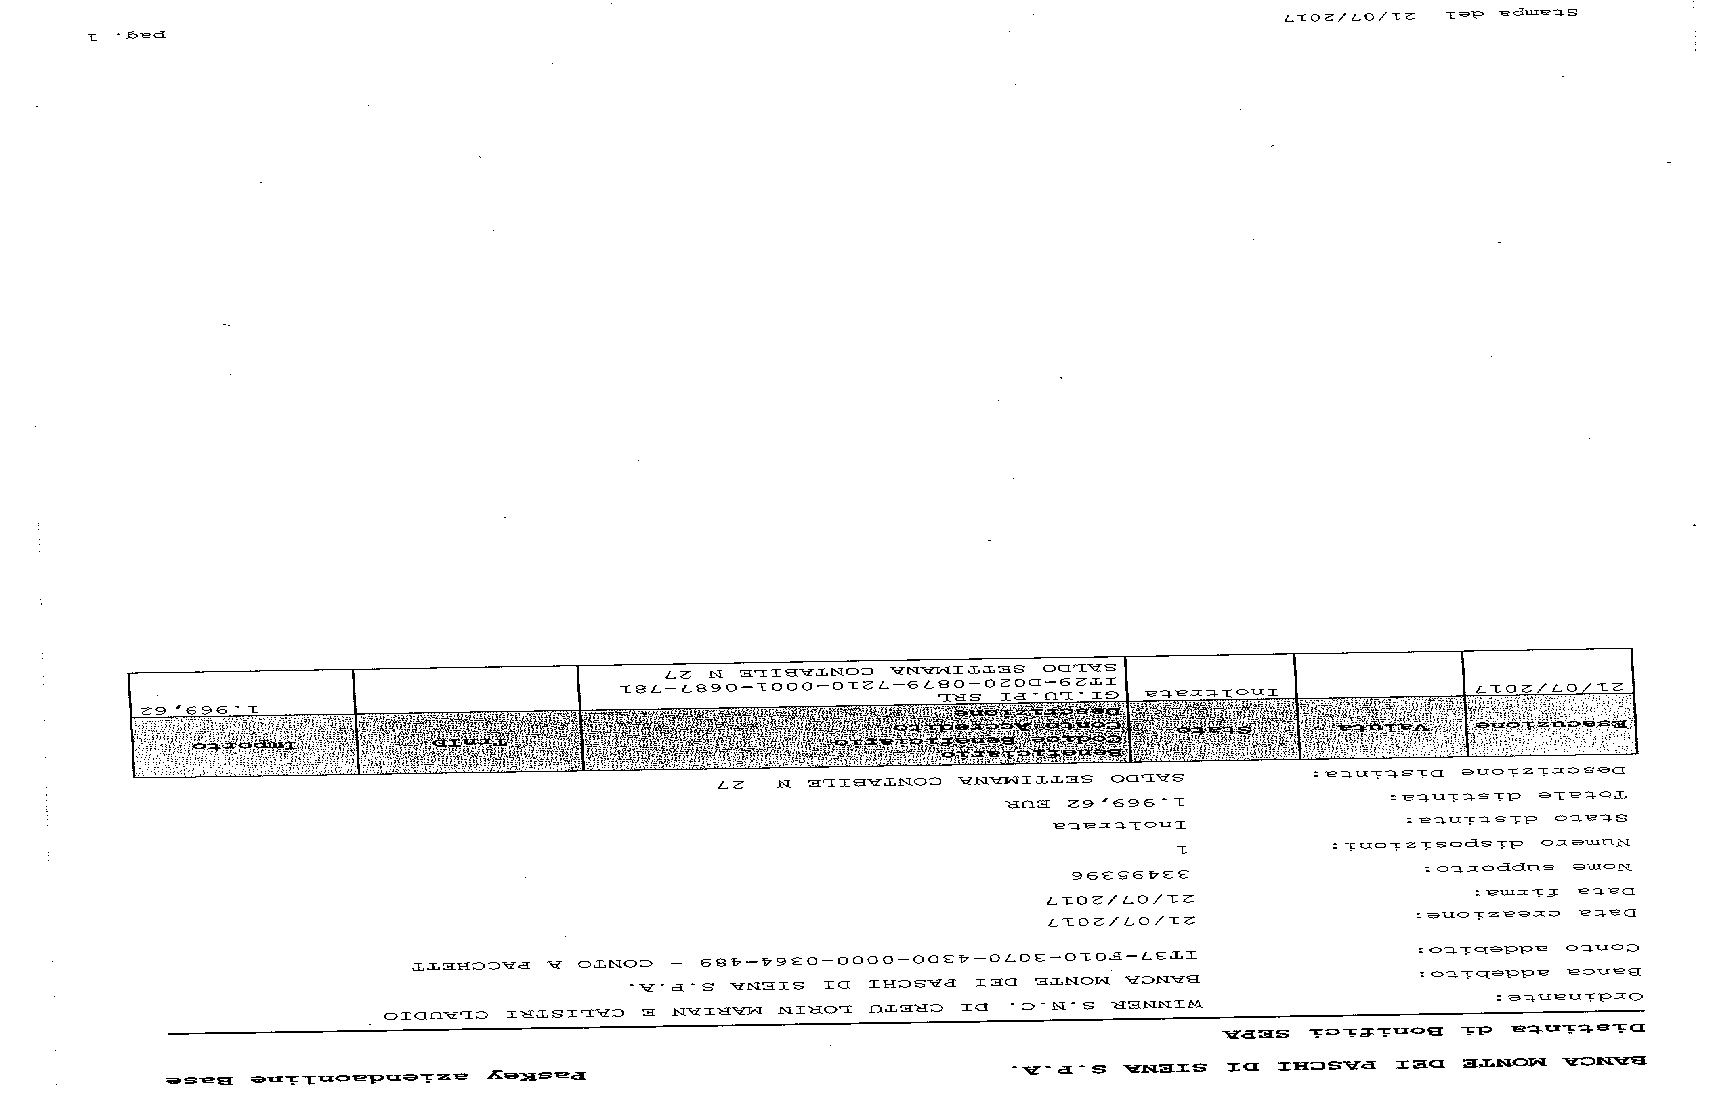 BANCA MONTE DEI PASCHI DI SIENA S.P.A. PasKey aziendaonline Base
Distinta di Bonifici SEPA
Ordinante: WINNER S.N.C. DI CRETU LORIN MARIAN E CALISTRI CLAUDIO
Banca addebito: BANCA MONTE DEI PASCHI DI SIENA S.P.A.
Conto addebito: IT37-F010-3070-4300-0000-0364-489 - CONTO A PACCHETT
Data creazione: 21/07/2017
Data firma: 21/07/2017
Nome supporto: 33495396
Numero disposizioni: 1
Stato distinta: Inoltrata
Totale distinta: 1.969,62 EUR
Descrizione Distinta: SALDO SETTIMANA CONTABILE N 27
Esecuzione Valuta Stato Beneficiario TrnID Importo
Codice Beneficiario
Conto Accredito
Descrizione
21/07/2017 Inoltrata GI.LU.PI SRL 1.969,62
IT29-D020-0879-7210-0001-0687-781
SALDO SETTIMANA CONTABILE N 27
Stampa del 21/07/2017 pag. 1